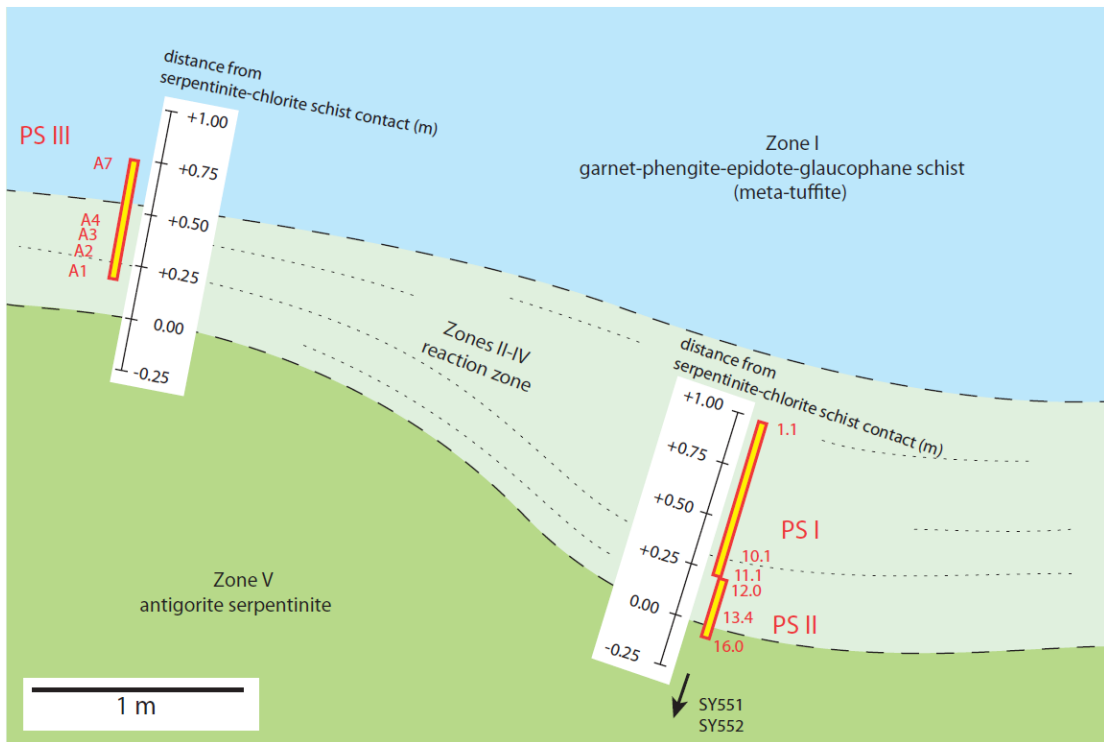 distance from
serpentinite-chlorite schist contact (m)
PS III
+1.00
A7
+0.75
A4
+0.50
A3
A2
A1
+0.25
0.00
-0.25
Zone I
garnet-phengite-epidote-glaucophane schist
(meta-tuffite)
Zones II-IV
reaction zone
distance from
serpentinite-chlorite schist contact (m)
+1.00
1.1
+0.75
+0.50
PS I
+0.25
10.1
11.1
12.0
0.00
13.4
PS II
16.0
-0.25
Zone V
antigorite serpentinite
1 m
SY551
SY552